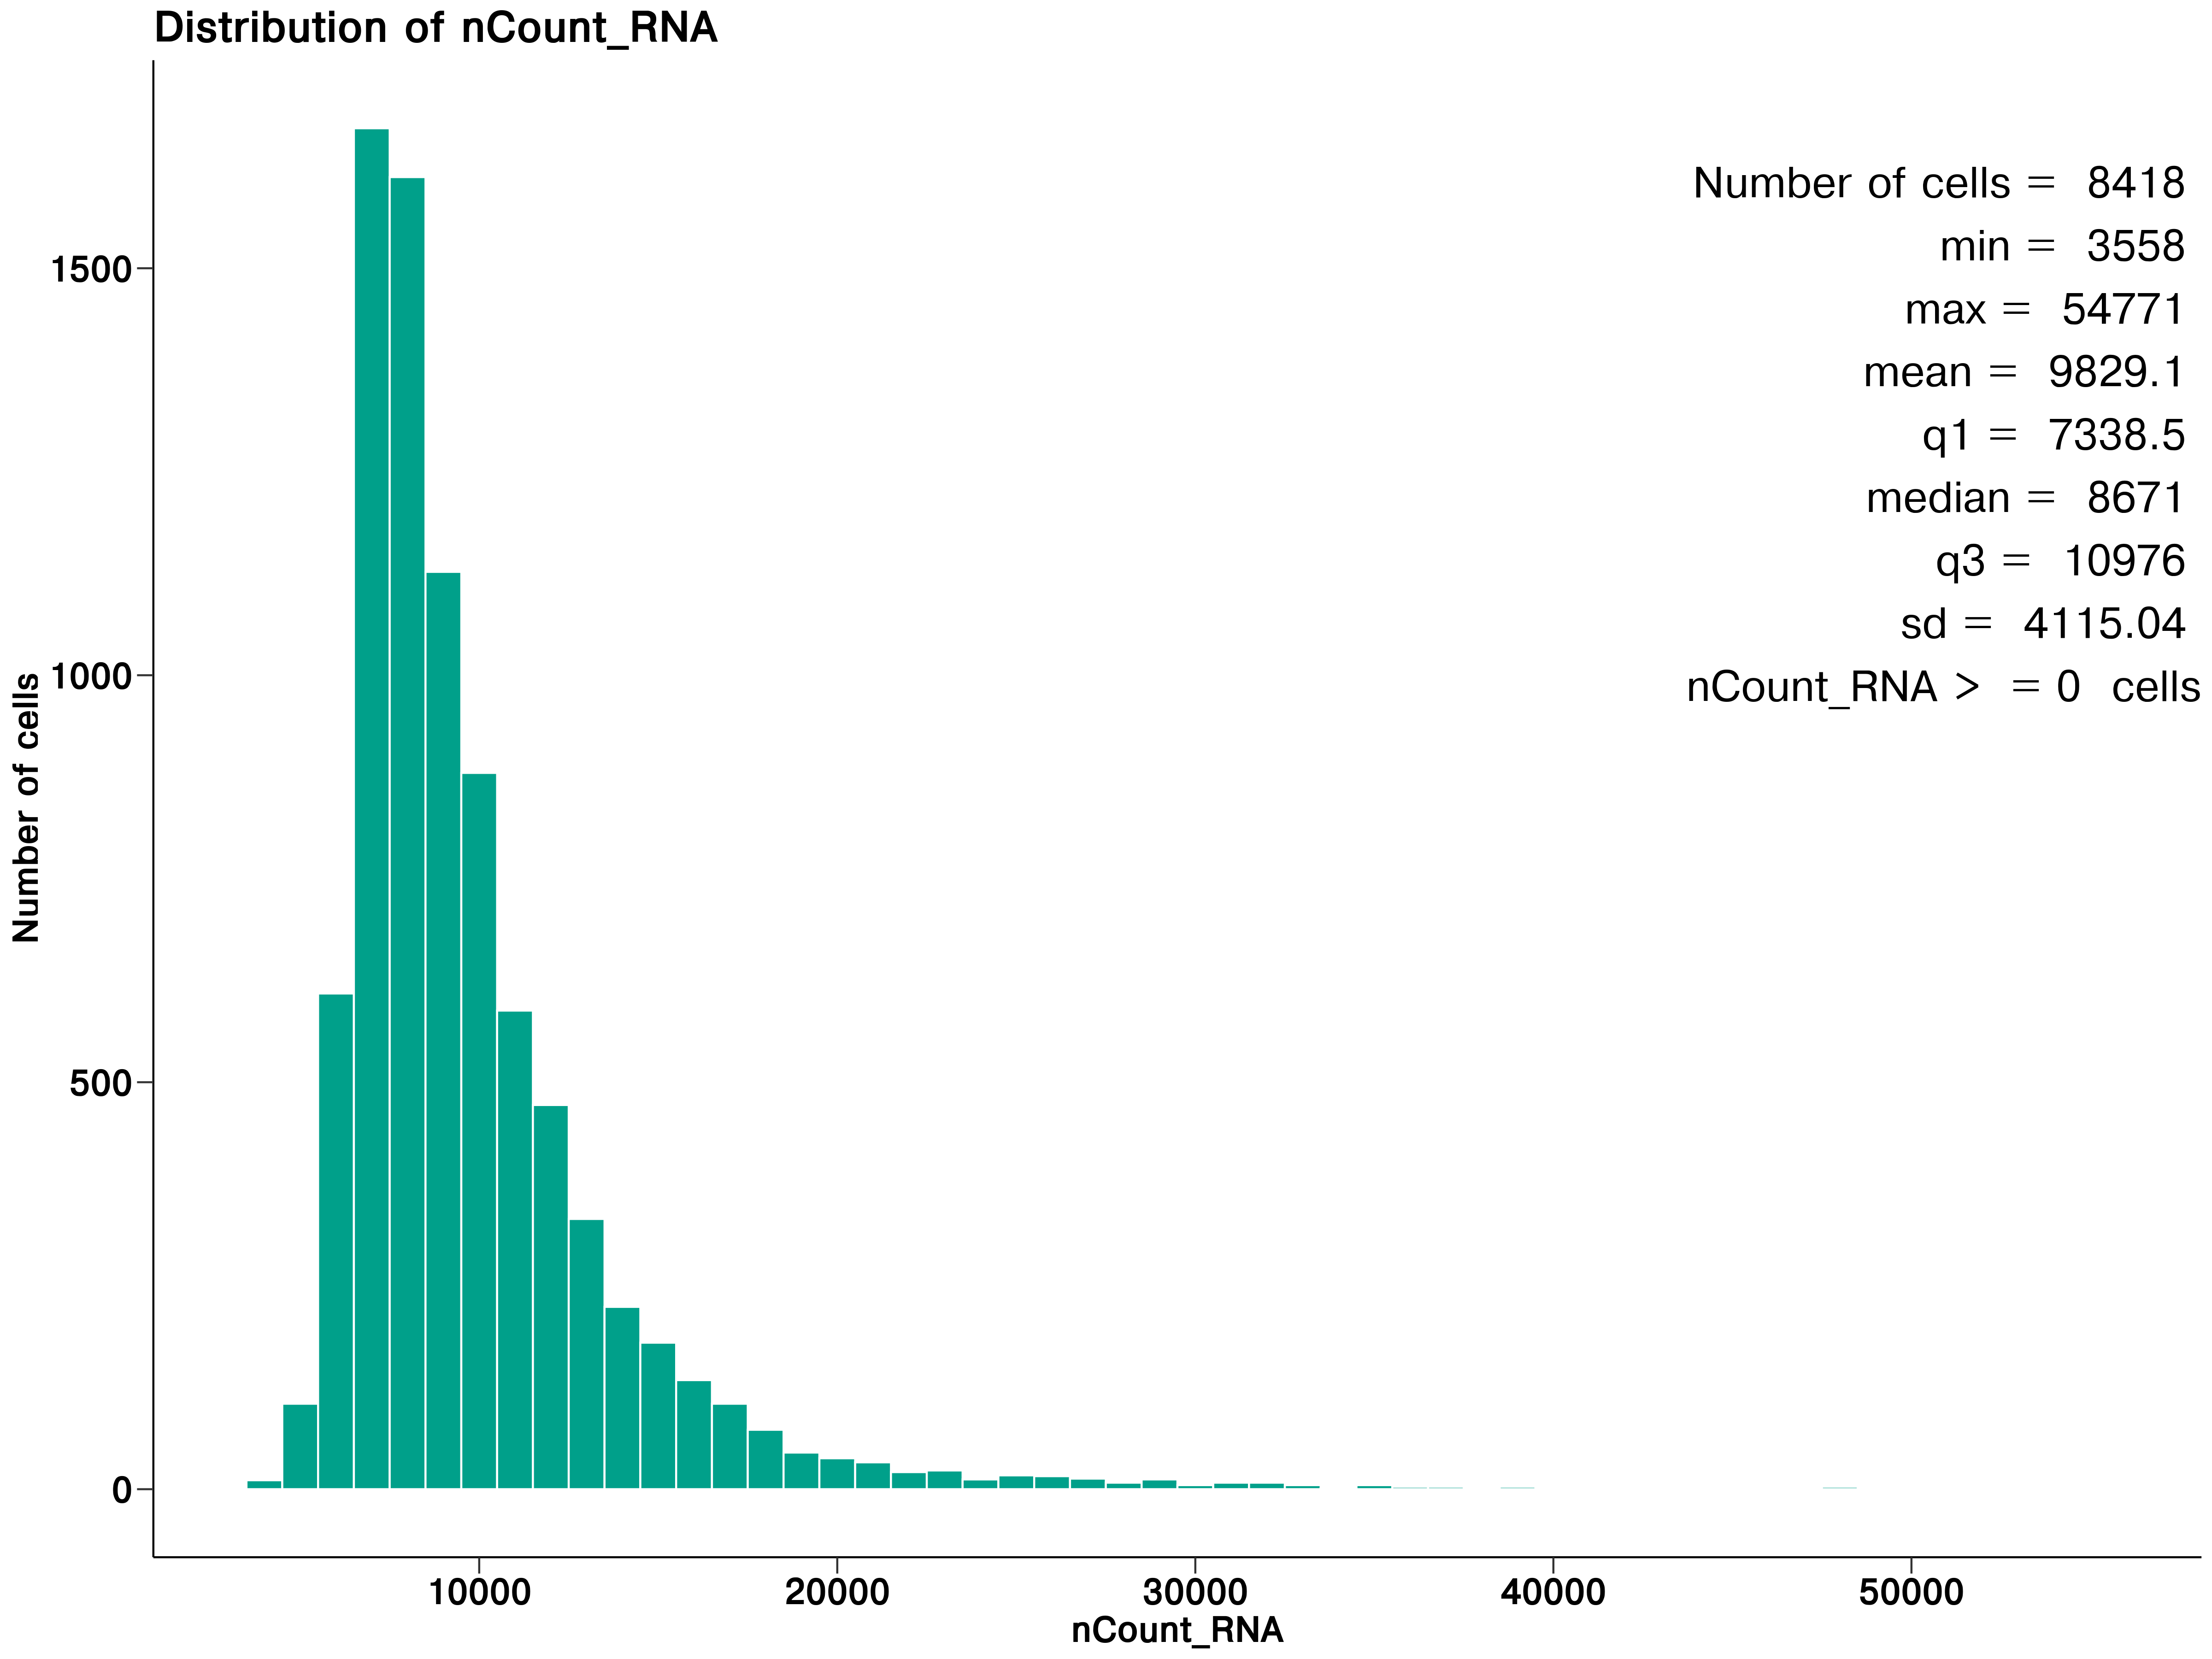 Distribution of nCount_RNA
Number of cells = 8418
min = 3558
max = 54771
mean = 9829.1
q1 = 7338.5
median = 8671
q3 = 10976
sd = 4115.04
nCount_RNA > = 0 cells
Number of cells
1500
1000
500
0
10000 20000 30000 40000 50000
nCount_RNA